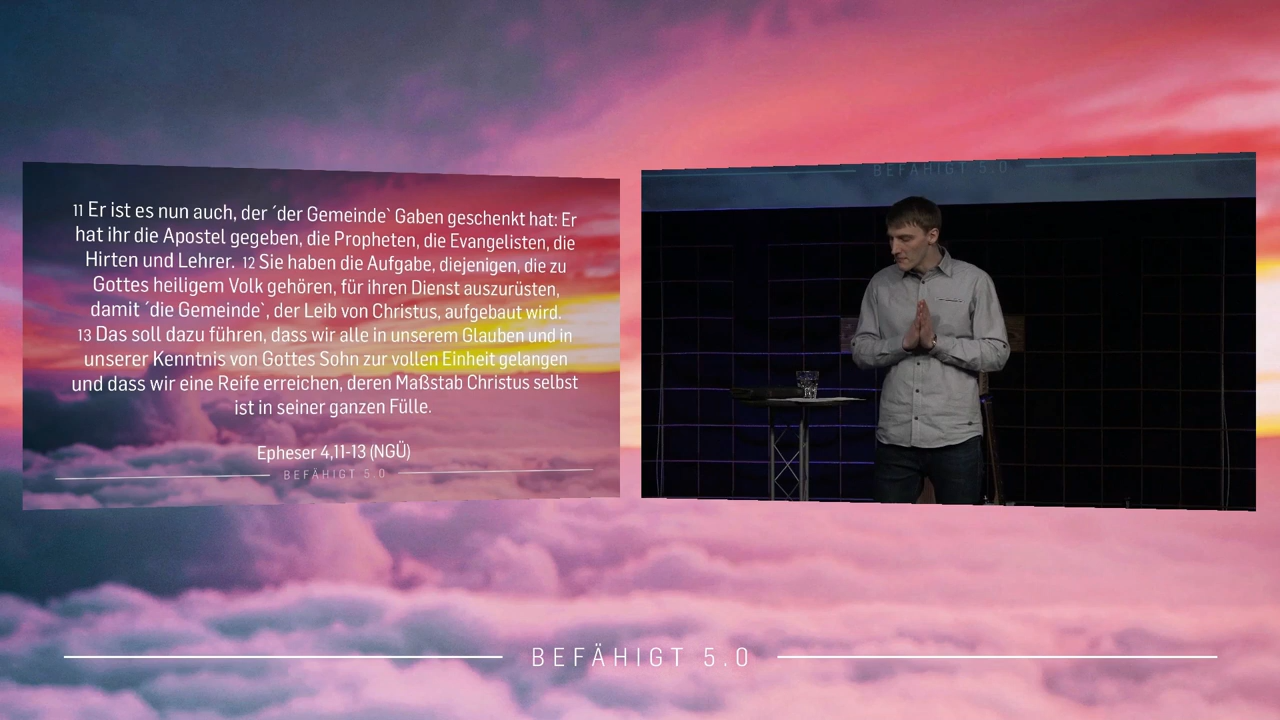 11 Er ist es nun auch, der ´der Gemeinde` Gaben geschenkt hat: Er
hat ihr die Apostel gegeben, die Propheten, die Evangelisten, die
Hirten und Lehrer. 12 Sie haben die Aufgabe, diejenigen, die zu
Gottes heiligem Volk gehören, für ihren Dienst auszurüsten,
damit ´die Gemeinde`, der Leib von Christus, aufgebaut wird.
13 Das soll dazu führen, dass wir alle in unserem Glauben und in
unserer Kenntnis von Gottes Sohn zur vollen Einheit gelangen
und dass wir eine Reife erreichen, deren Maßstab Christus selbst
ist in seiner ganzen Fülle.
Epheser 4,11-13 (NGÜ)
BEFÄHIGT 5.0
BEFÄHIGT 5.0
BEFÄHIGT 5.0